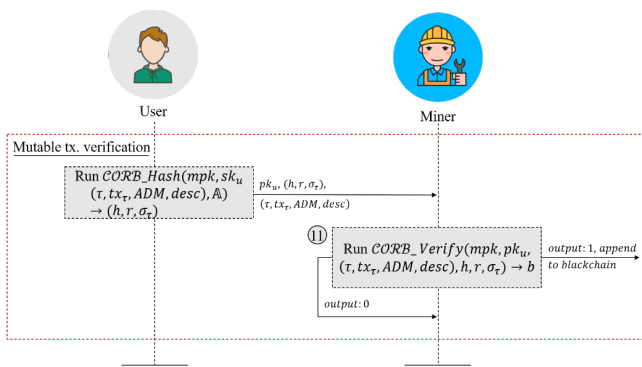 User
Miner
Mutable tx. verification
Run 𝒞𝒪ℛℬ_Hash(mpk, sk_u
(τ, tx_τ, ADM, desc), 𝔸)
→ (h, r, σ_τ)
pk_u, (h, r, σ_τ),
(τ, tx_τ, ADM, desc)
11
Run 𝒞𝒪ℛℬ_Verify(mpk, pk_u,
(τ, tx_τ, ADM, desc), h, r, σ_τ) → b
output: 1, append
to blockchain
output: 0